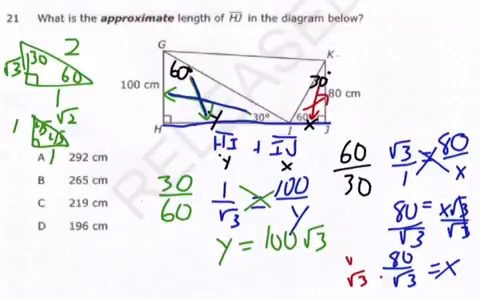 21 What is the approximate length of HJ in the diagram below?
2
√3 30
60
1
√2
1
1
G
60°
K
30°
100 cm
80 cm
30°
60
H
y
I
x
J
HI + IJ
y x
A 292 cm
B 265 cm
C 219 cm
D 196 cm
RELEASED
30
60
1 = 100
√3 y
y = 100√3
60
30
√3 80
1 x
80 = x√3
√3 √3
√3 · 80 = x
√3